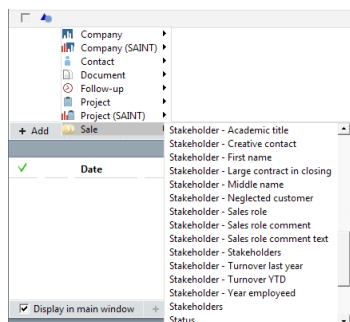 Company
Company (SAINT)
Contact
Document
Follow-up
Project
Project (SAINT)
+ Add Sale
Stakeholder - Academic title
Stakeholder - Creative contact
Stakeholder - First name
Stakeholder - Large contract in closing
Stakeholder - Middle name
Stakeholder - Neglected customer
Stakeholder - Sales role
Stakeholder - Sales role comment
Stakeholder - Sales role comment text
Stakeholder - Stakeholders
Stakeholder - Turnover last year
Stakeholder - Turnover YTD
Stakeholder - Year employeed
Stakeholders
Status
Date
Display in main window +